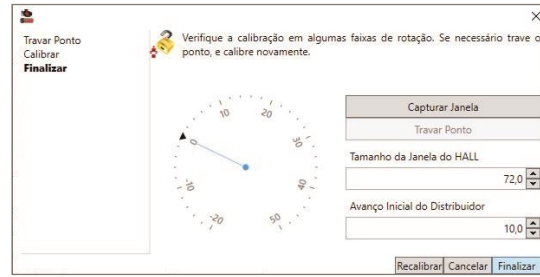 Travar Ponto
Calibrar
Finalizar
Verifique a calibração em algumas faixas de rotação. Se necessário trave o
ponto, e calibre novamente.
-20
-10
0
10
20
30
40
50
Capturar Janela
Travar Ponto
Tamanho da Janela do HALL
72,0
Avanço Inicial do Distribuidor
10,0
Recalibrar Cancelar Finalizar